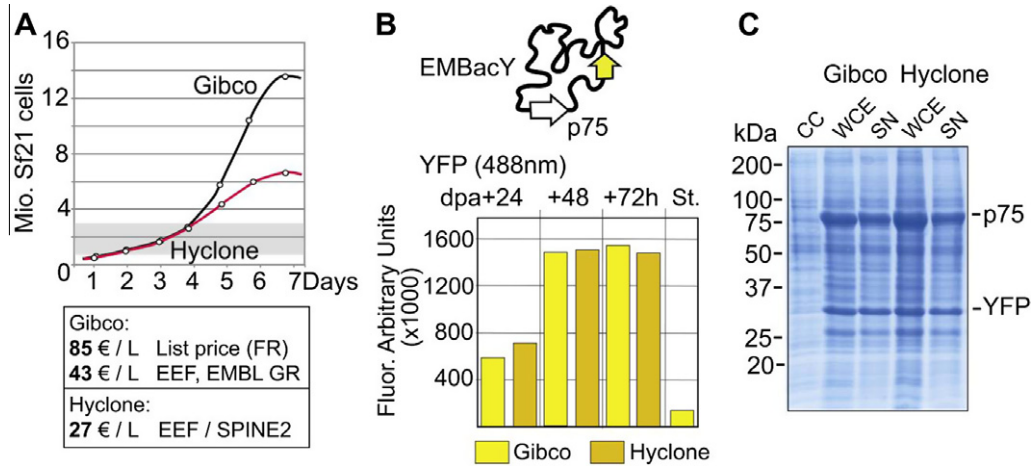 A
16
12
8
4
0
Mio. Sf21 cells
Gibco
Hyclone
1 2 3 4 5 6 7Days
Gibco:
85 € / L List price (FR)
43 € / L EEF, EMBL GR
Hyclone:
27 € / L EEF / SPINE2
B
EMBacY
p75
YFP (488nm)
dpa+24 +48 +72h St.
Fluor. Arbitrary Units
(x1000)
1600
1200
800
400
Gibco Hyclone
C
Gibco Hyclone
kDa CC WCE SN WCE SN
200
100
75
50
37
25
20
-p75
-YFP